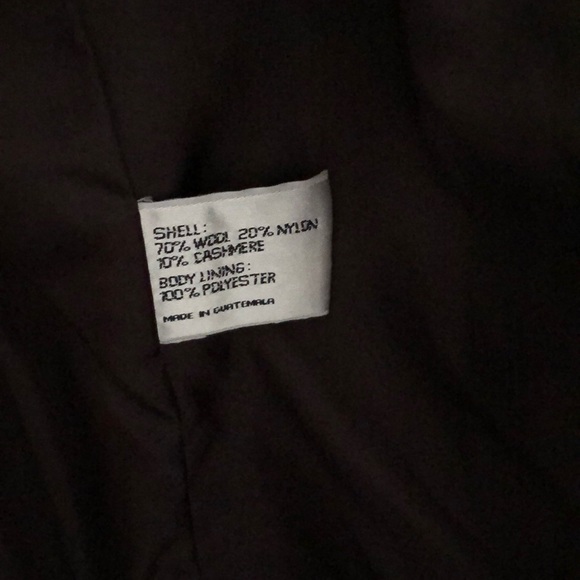 SHELL:
70% WOOL 20% NYLON
10% CASHMERE
BODY LINING:
100% POLYESTER
MADE IN GUATEMALA